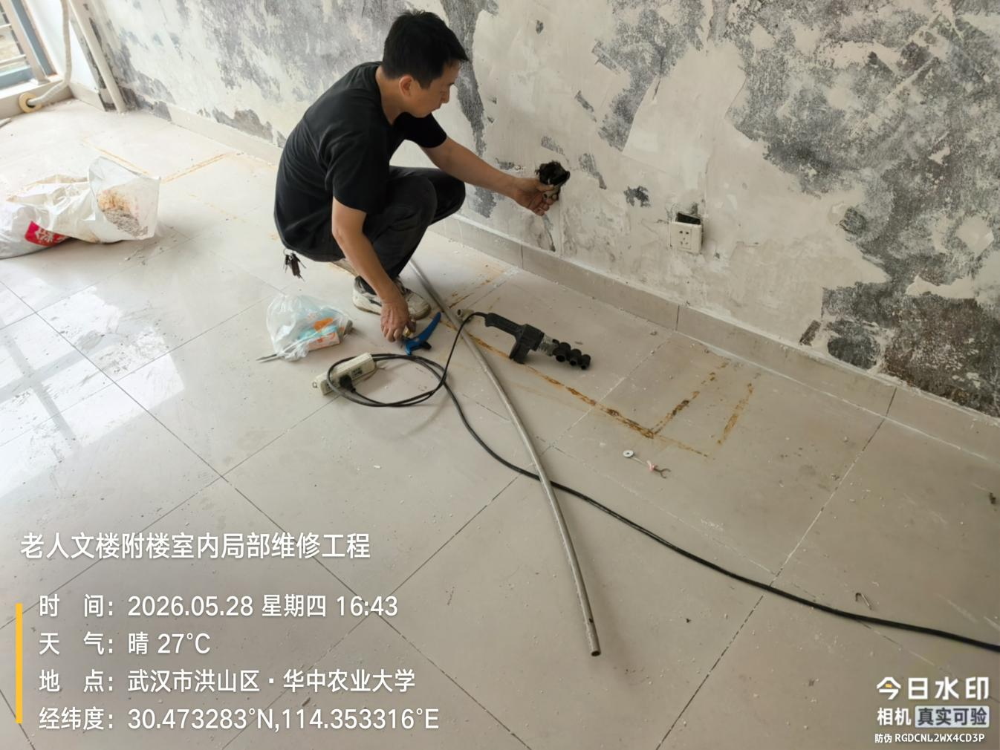 老人文楼附楼室内局部维修工程
时 间：2026.05.28 星期四 16:43
天 气：晴 27℃
地 点：武汉市洪山区·华中农业大学
经纬度：30.473283°N,114.353316°E
今日水印
相机 真实可验
防伪 RGDCNL2WX4CD3P